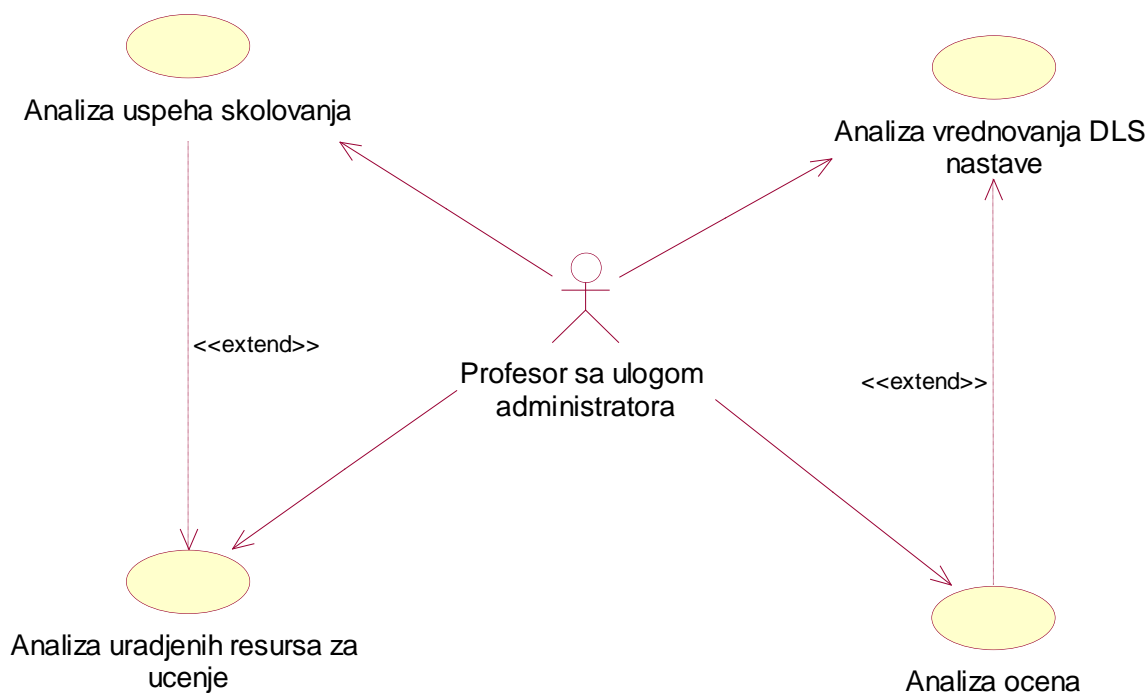 Analiza uspeha skolovanja
Analiza vrednovanja DLS
nastave
<<extend>>
Profesor sa ulogom
administratora
<<extend>>
Analiza uradjenih resursa za
ucenje
Analiza ocena